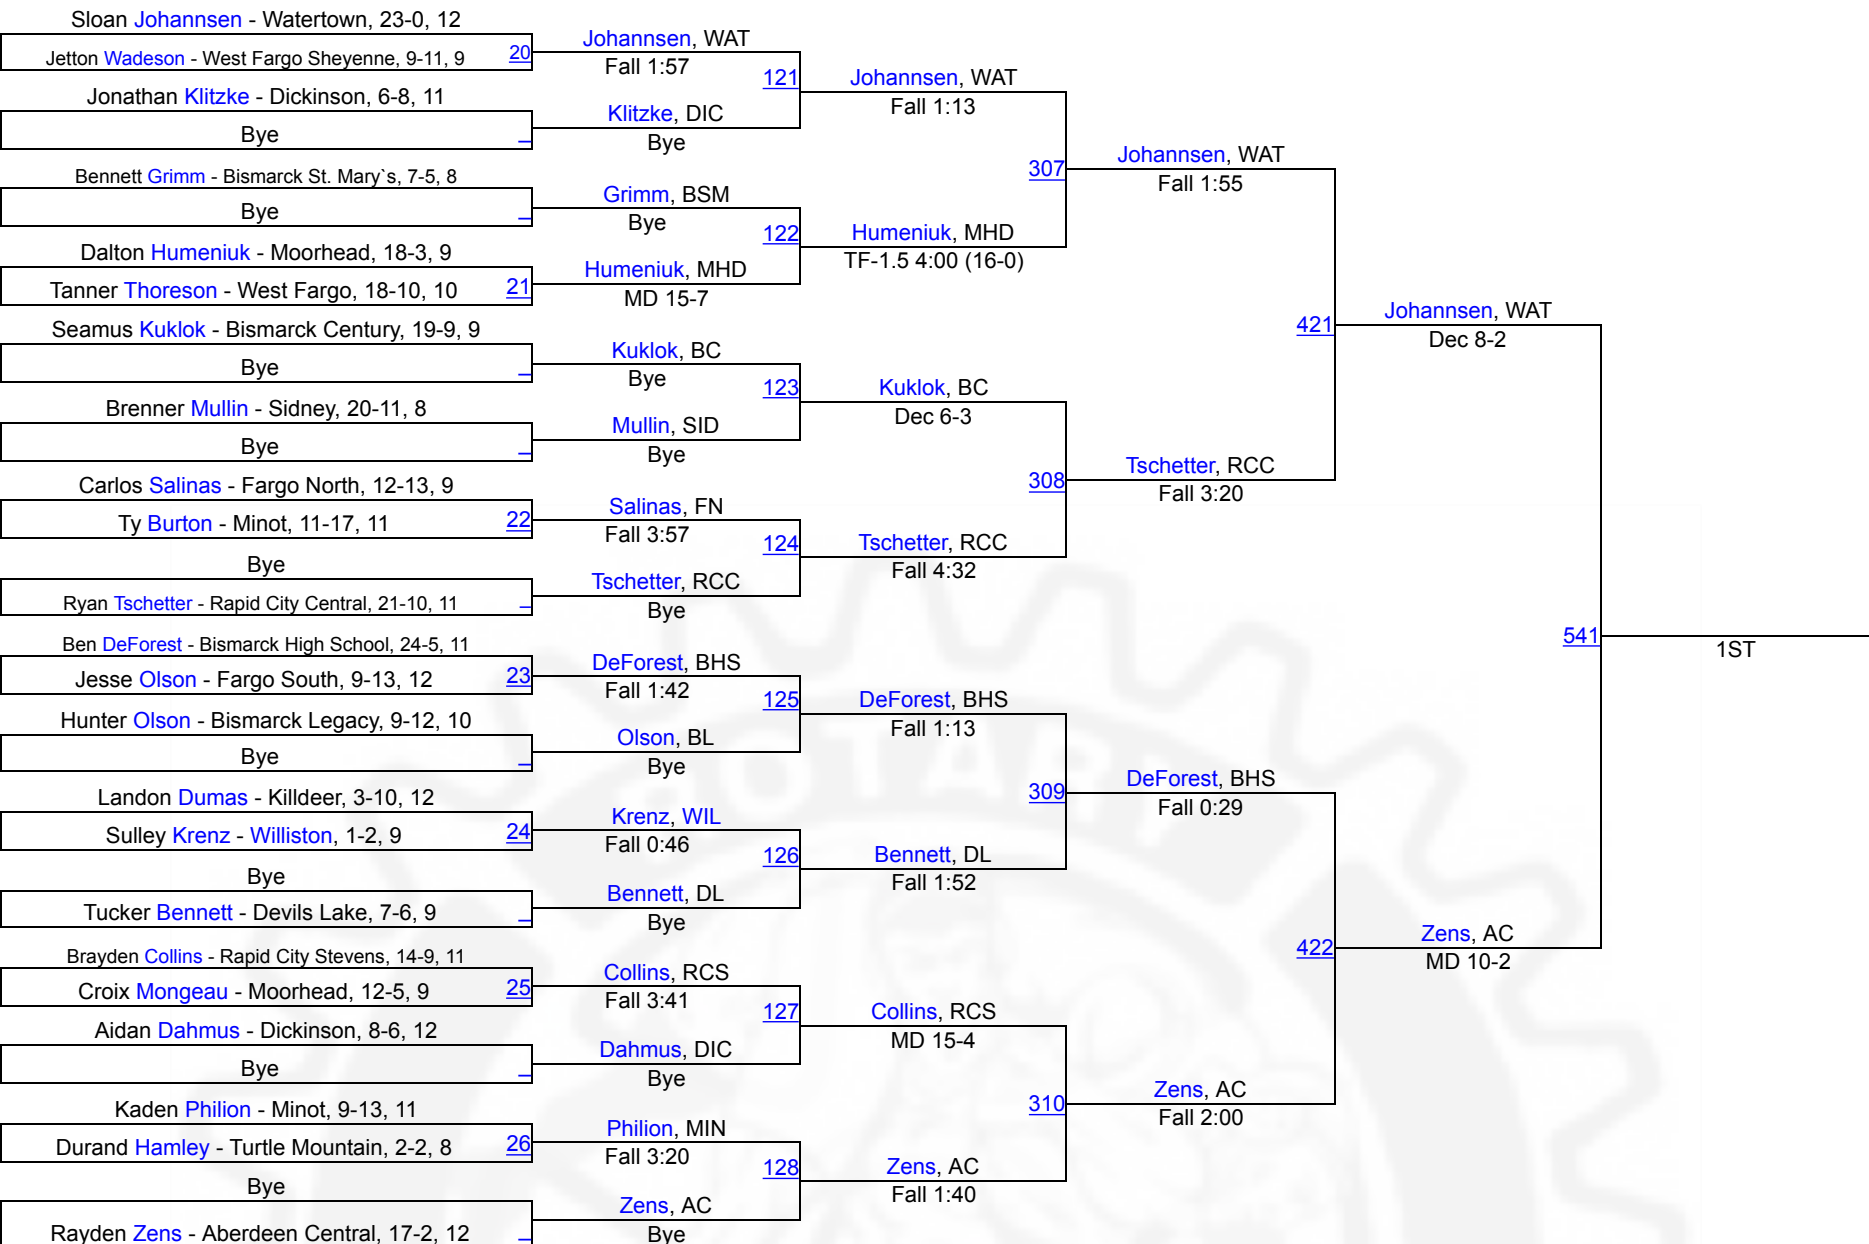 Sloan Johannsen - Watertown, 23-0, 12
Jetton Wadeson - West Fargo Sheyenne, 9-11, 9
20
Jonathan Klitzke - Dickinson, 6-8, 11
Bye
Bennett Grimm - Bismarck St. Mary`s, 7-5, 8
Bye
Dalton Humeniuk - Moorhead, 18-3, 9
Tanner Thoreson - West Fargo, 18-10, 10
21
Seamus Kuklok - Bismarck Century, 19-9, 9
Bye
Brenner Mullin - Sidney, 20-11, 8
Bye
Carlos Salinas - Fargo North, 12-13, 9
Ty Burton - Minot, 11-17, 11
22
Bye
Ryan Tschetter - Rapid City Central, 21-10, 11
Ben DeForest - Bismarck High School, 24-5, 11
Jesse Olson - Fargo South, 9-13, 12
23
Hunter Olson - Bismarck Legacy, 9-12, 10
Bye
Landon Dumas - Killdeer, 3-10, 12
Sulley Krenz - Williston, 1-2, 9
24
Bye
Tucker Bennett - Devils Lake, 7-6, 9
Brayden Collins - Rapid City Stevens, 14-9, 11
Croix Mongeau - Moorhead, 12-5, 9
25
Aidan Dahmus - Dickinson, 8-6, 12
Bye
Kaden Philion - Minot, 9-13, 11
Durand Hamley - Turtle Mountain, 2-2, 8
26
Bye
Rayden Zens - Aberdeen Central, 17-2, 12
Johannsen, WAT
Fall 1:57
121
Klitzke, DIC
Bye
Grimm, BSM
Bye
122
Humeniuk, MHD
MD 15-7
Kuklok, BC
Bye
123
Mullin, SID
Bye
Salinas, FN
Fall 3:57
124
Tschetter, RCC
Bye
DeForest, BHS
Fall 1:42
125
Olson, BL
Bye
Krenz, WIL
Fall 0:46
126
Bennett, DL
Bye
Collins, RCS
Fall 3:41
127
Dahmus, DIC
Bye
Philion, MIN
Fall 3:20
128
Zens, AC
Bye
Johannsen, WAT
Fall 1:13
307
Humeniuk, MHD
TF-1.5 4:00 (16-0)
Kuklok, BC
Dec 6-3
308
Tschetter, RCC
Fall 4:32
DeForest, BHS
Fall 1:13
309
Bennett, DL
Fall 1:52
Collins, RCS
MD 15-4
310
Zens, AC
Fall 1:40
Johannsen, WAT
Fall 1:55
421
Tschetter, RCC
Fall 3:20
DeForest, BHS
Fall 0:29
422
Zens, AC
Fall 2:00
Johannsen, WAT
Dec 8-2
541
Zens, AC
MD 10-2
1ST